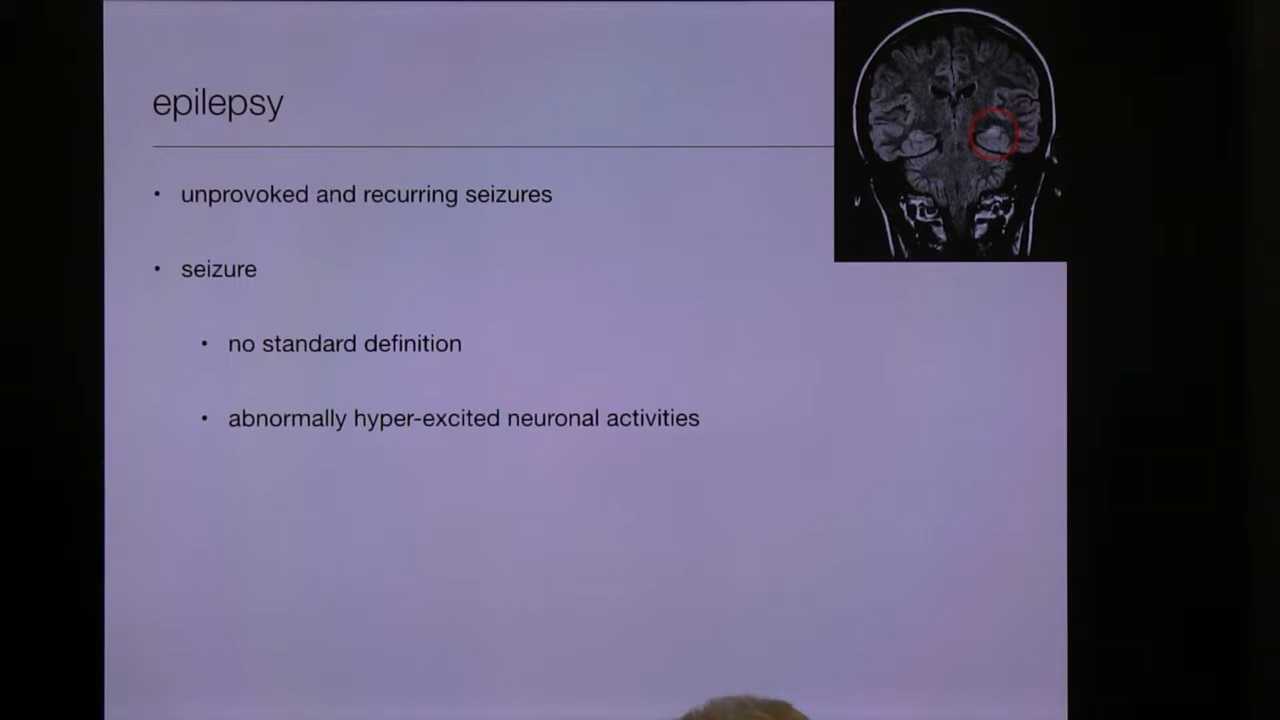 epilepsy
• unprovoked and recurring seizures
• seizure
• no standard definition
• abnormally hyper-excited neuronal activities